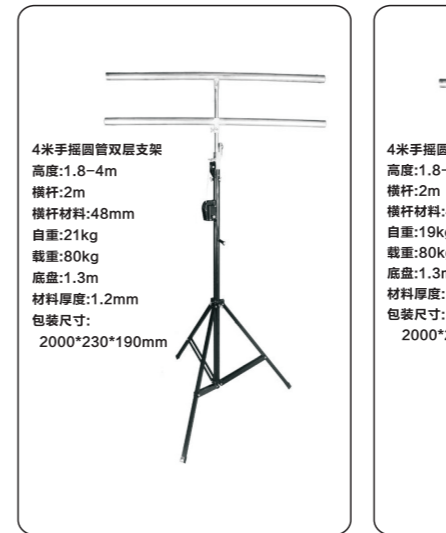 4米手摇圆管双层支架
高度:1.8-4m
横杆:2m
横杆材料:48mm
自重:21kg
载重:80kg
底盘:1.3m
材料厚度:1.2mm
包装尺寸:
2000*230*190mm
4米手摇圆
高度:1.8-
横杆:2m
横杆材料:
自重:19kg
载重:80kg
底盘:1.3m
材料厚度:
包装尺寸:
2000*